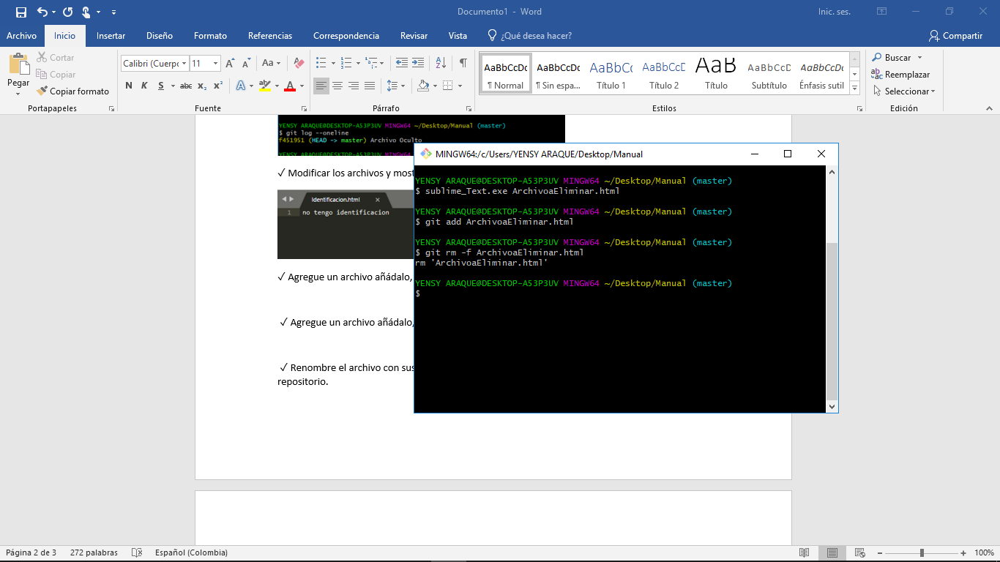 Documento1 - Word
Inic. ses.
Archivo Inicio Insertar Diseño Formato Referencias Correspondencia Revisar Vista ¿Qué desea hacer? Compartir
Pegar
Cortar
Copiar
Copiar formato
Portapapeles
Calibri (Cuerpo 11
Aa
N K S abc x₂ x²
Fuente
Párrafo
AaBbCcDc AaBbCcDc AaBbCc AaBbCcD AaB AaBbCcD AaBbCcDc
¶ Normal ¶ Sin espa... Título 1 Título 2 Título Subtítulo Énfasis sutil
Estilos
Buscar
Reemplazar
Seleccionar
Edición
YENSY ARAQUE@DESKTOP-A53P3UV MINGW64 ~/Desktop/Manual (master)
$ git log --oneline
f451951 (HEAD -> master) Archivo Oculto
YENSY ARAQUE@DESKTOP-A53P3UV MINGW64
✓ Modificar los archivos y most
Identificacion.html ×
1 no tengo identificacion
✓ Agregue un archivo añádalo,
✓ Agregue un archivo añádalo,
✓ Renombre el archivo con sus
repositorio.
MINGW64:/c/Users/YENSY ARAQUE/Desktop/Manual
YENSY ARAQUE@DESKTOP-A53P3UV MINGW64 ~/Desktop/Manual (master)
$ sublime_Text.exe ArchivoaEliminar.html
YENSY ARAQUE@DESKTOP-A53P3UV MINGW64 ~/Desktop/Manual (master)
$ git add ArchivoaEliminar.html
YENSY ARAQUE@DESKTOP-A53P3UV MINGW64 ~/Desktop/Manual (master)
$ git rm -f ArchivoaEliminar.html
rm 'ArchivoaEliminar.html'
YENSY ARAQUE@DESKTOP-A53P3UV MINGW64 ~/Desktop/Manual (master)
$
Página 2 de 3 272 palabras Español (Colombia) 100%